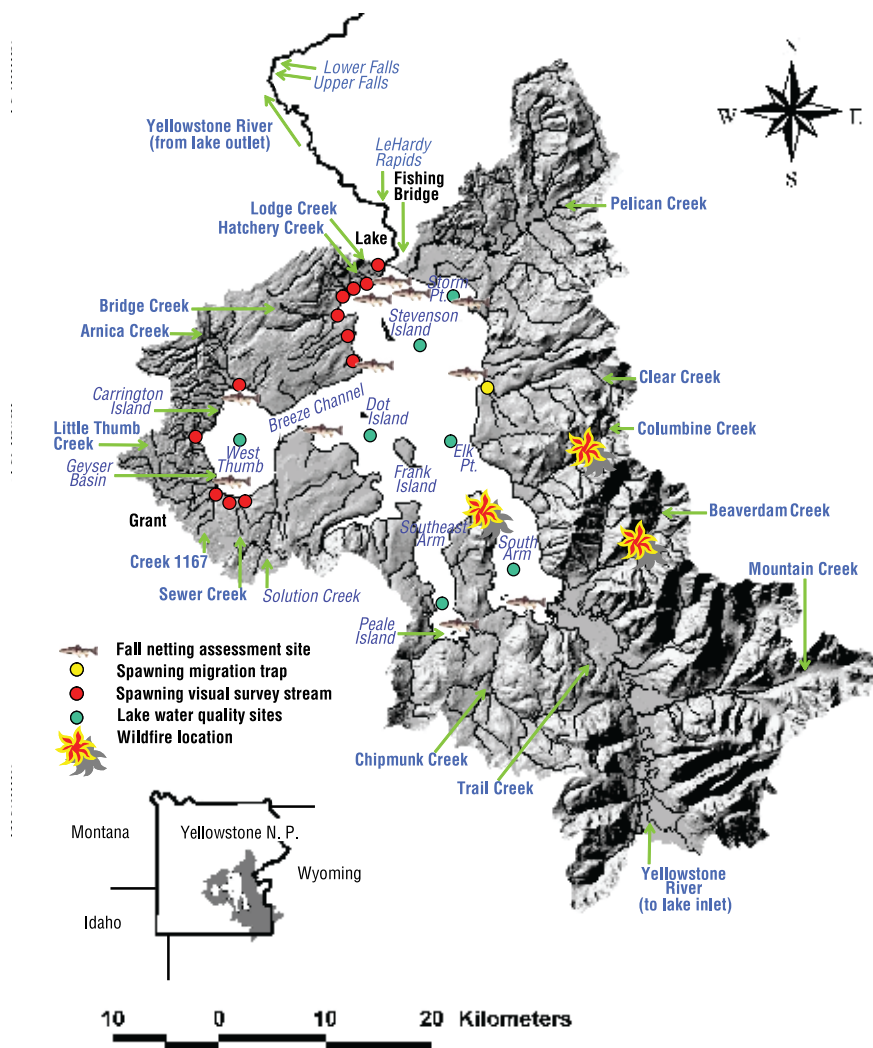 Lower Falls
Upper Falls
Yellowstone River
(from lake outlet)
N
W
E
S
LeHardy
Rapids
Fishing
Bridge
Pelican Creek
Lodge Creek
Lake
Hatchery Creek
Storm
Pt.
Bridge Creek
Stevenson
Island
Arnica Creek
Clear Creek
Carrington
Island
Breeze Channel
Dot
Island
Columbine Creek
Little Thumb
Creek
West
Thumb
Elk
Pt.
Geyser
Basin
Frank
Island
Grant
Southeast
Arm
South
Arm
Beaverdam Creek
Creek 1167
Mountain Creek
Sewer Creek
Solution Creek
Peale
Island
Fall netting assessment site
Spawning migration trap
Spawning visual survey stream
Lake water quality sites
Wildfire location
Chipmunk Creek
Trail Creek
Montana
Yellowstone N. P.
Wyoming
Idaho
Yellowstone
River
(to lake inlet)
10 0 10 20 Kilometers